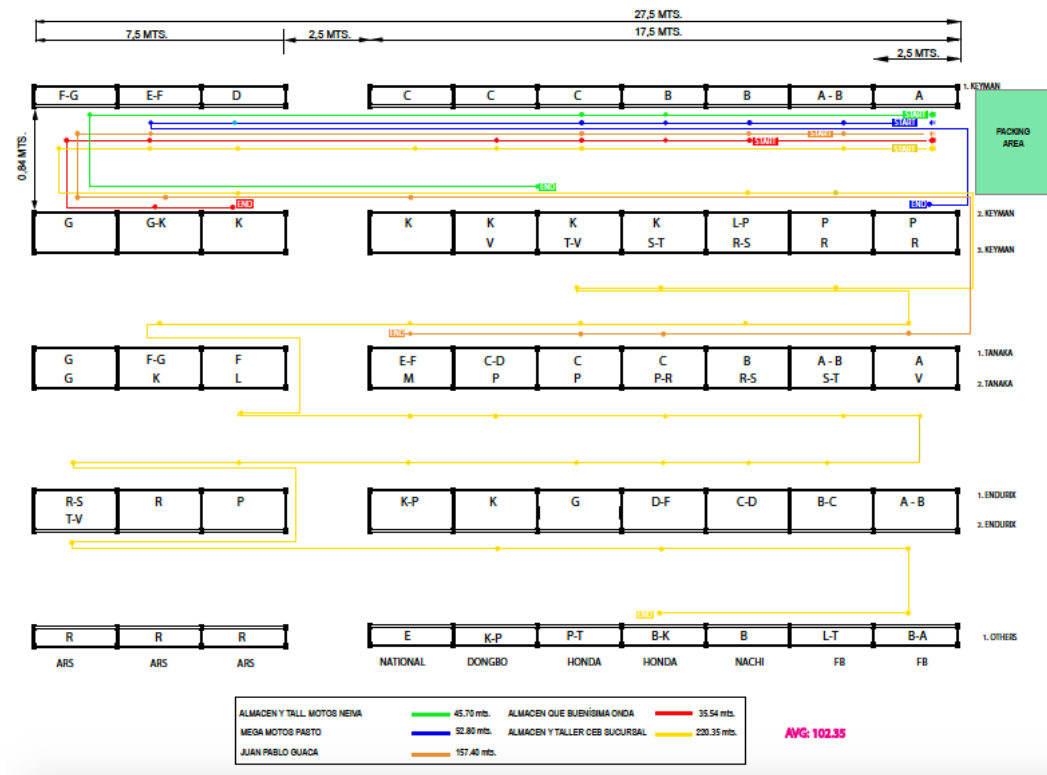 27,5 MTS.
7,5 MTS. 2,5 MTS. 17,5 MTS.
2,5 MTS.
F-G E-F D C C C B B A - B A 1. KEYMAN
START
START
START
START
START
PACKING
AREA
0,84 MTS.
END
END
END
G G-K K K K K K L-P P P 2. KEYMAN
V T-V S-T R-S R R 3. KEYMAN
END
G F-G F E-F C-D C C B A - B A 1. TANAKA
G K L M P P P-R R-S S-T V 2. TANAKA
R-S R P K-P K G D-F C-D B-C A - B 1. ENDURIX
T-V 2. ENDURIX
END
R R R E K-P P-T B-K B L-T B-A 1. OTHERS
ARS ARS ARS NATIONAL DONGBO HONDA HONDA NACHI FB FB
ALMACEN Y TALL. MOTOS NEIVA 45.70 mts. ALMACEN QUE BUENÍSIMA ONDA 35.54 mts.
MEGA MOTOS PASTO 52.80 mts. ALMACEN Y TALLER CEB SUCURSAL 220.35 mts.
JUAN PABLO GUACA 157.40 mts.
AVG: 102.35